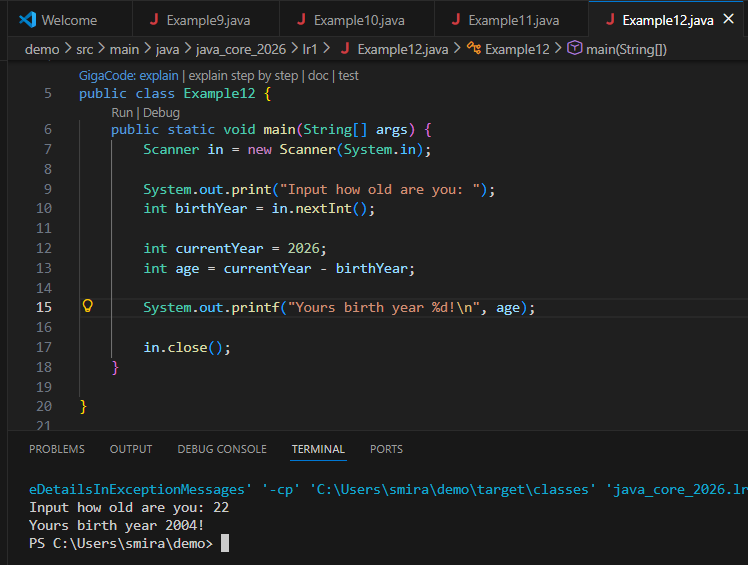 Welcome Example9.java Example10.java Example11.java Example12.java
demo > src > main > java > java_core_2026 > lr1 > Example12.java > Example12 > main(String[])
GigaCode: explain | explain step by step | doc | test
5 public class Example12 {
Run | Debug
6 public static void main(String[] args) {
7 Scanner in = new Scanner(System.in);
8
9 System.out.print("Input how old are you: ");
10 int birthYear = in.nextInt();
11
12 int currentYear = 2026;
13 int age = currentYear - birthYear;
14
15 System.out.printf("Yours birth year %d!\n", age);
16
17 in.close();
18 }
19
20 }
21
PROBLEMS OUTPUT DEBUG CONSOLE TERMINAL PORTS
eDetailsInExceptionMessages' '-cp' 'C:\Users\smira\demo\target\classes' 'java_core_2026.lr
Input how old are you: 22
Yours birth year 2004!
PS C:\Users\smira\demo>